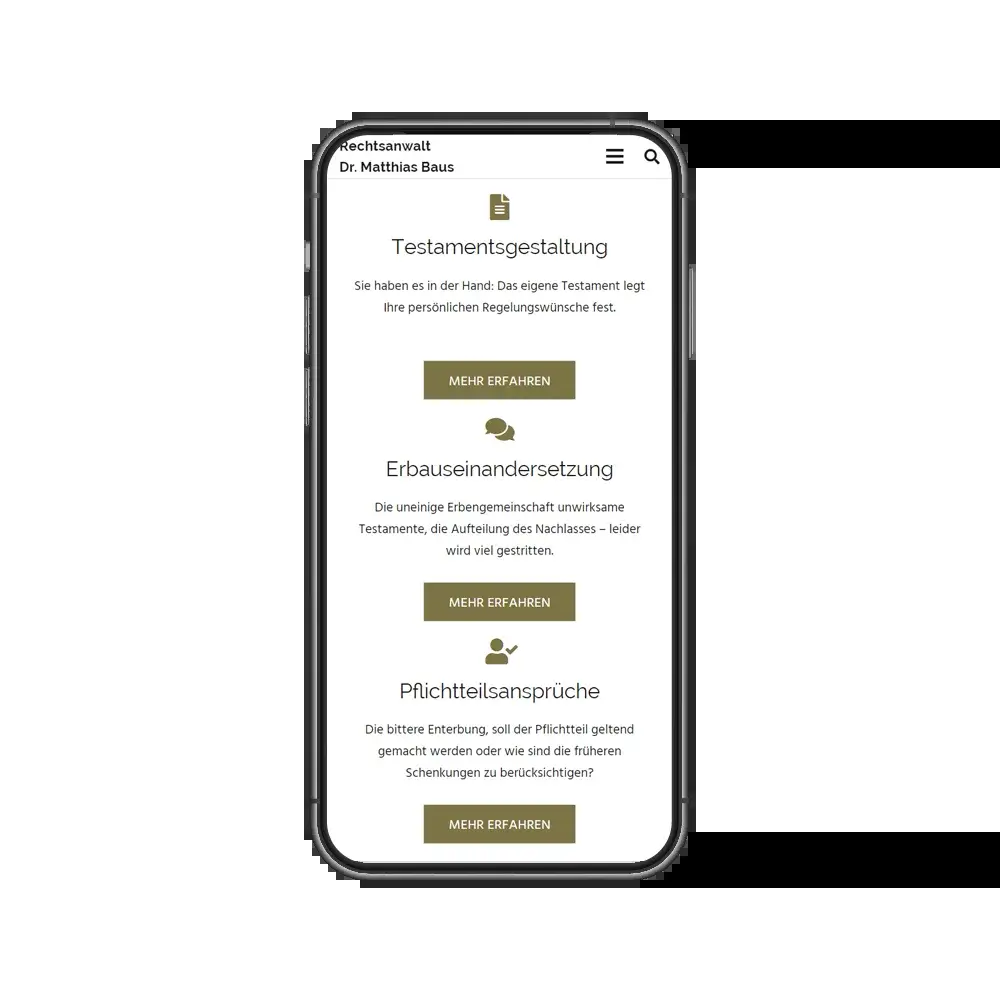 Rechtsanwalt
Dr. Matthias Baus
Testamentsgestaltung
Sie haben es in der Hand: Das eigene Testament legt
Ihre persönlichen Regelungswünsche fest.
MEHR ERFAHREN
Erbauseinandersetzung
Die uneinige Erbengemeinschaft unwirksame
Testamente, die Aufteilung des Nachlasses – leider
wird viel gestritten.
MEHR ERFAHREN
Pflichtteilsansprüche
Die bittere Enterbung, soll der Pflichtteil geltend
gemacht werden oder wie sind die früheren
Schenkungen zu berücksichtigen?
MEHR ERFAHREN